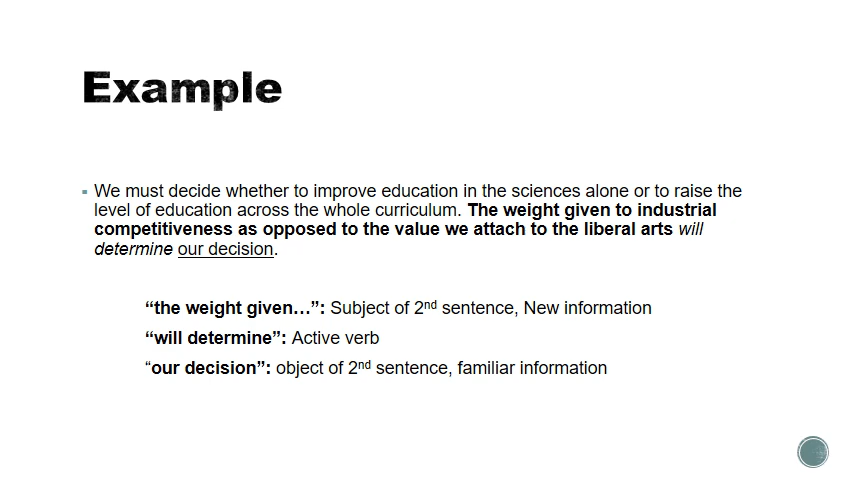 Example
▪ We must decide whether to improve education in the sciences alone or to raise the
level of education across the whole curriculum. The weight given to industrial
competitiveness as opposed to the value we attach to the liberal arts will
determine our decision.
“the weight given…”: Subject of 2nd sentence, New information
“will determine”: Active verb
“our decision”: object of 2nd sentence, familiar information